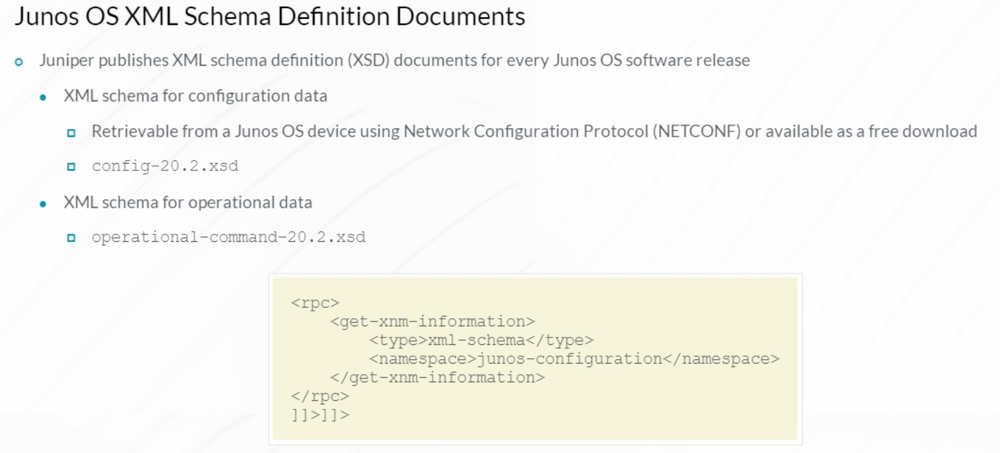 Junos OS XML Schema Definition Documents
Juniper publishes XML schema definition (XSD) documents for every Junos OS software release
XML schema for configuration data
Retrievable from a Junos OS device using Network Configuration Protocol (NETCONF) or available as a free download
config-20.2.xsd
XML schema for operational data
operational-command-20.2.xsd
<rpc>
    <get-xnm-information>
        <type>xml-schema</type>
        <namespace>junos-configuration</namespace>
    </get-xnm-information>
</rpc>
]]>]]>